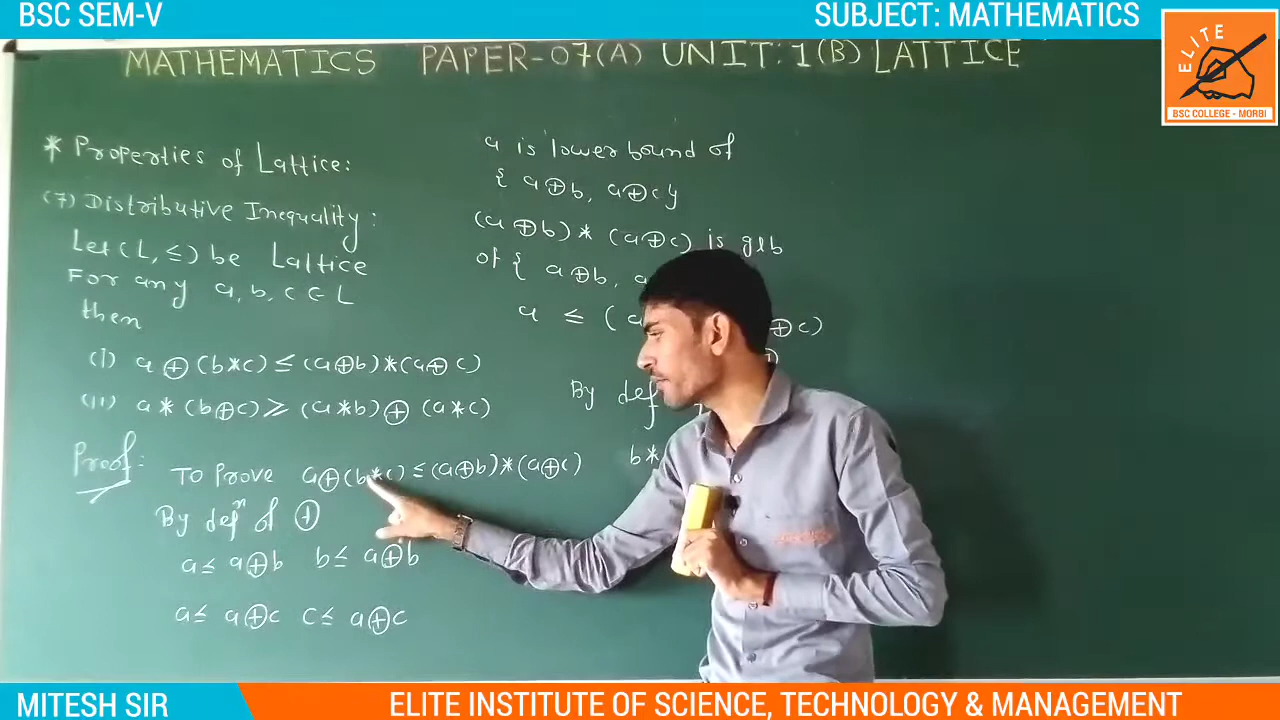 BSC SEM-V
SUBJECT: MATHEMATICS
ELITE
BSC COLLEGE - MORBI
MATHEMATICS PAPER-07(A) UNIT:1(B) LATTICE
* Properties of Lattice:
(7) Distributive Inequality:
Let (L, ≤) be Lattice
For any a, b, c ∈ L
then
(i) a ⊕ (b*c) ≤ (a⊕b)*(a⊕c)
(ii) a * (b⊕c) ≥ (a*b) ⊕ (a*c)
Proof:
To Prove a⊕(b*c) ≤ (a⊕b)*(a⊕c)
By defⁿ of ⊕
a ≤ a⊕b b ≤ a⊕b
a ≤ a⊕c c ≤ a⊕c
a is lower bound of
{ a⊕b, a⊕c}
(a⊕b) * (a⊕c) is glb
of { a⊕b, a
a ≤ (a ⊕c)
By def
b*
MITESH SIR
ELITE INSTITUTE OF SCIENCE, TECHNOLOGY & MANAGEMENT